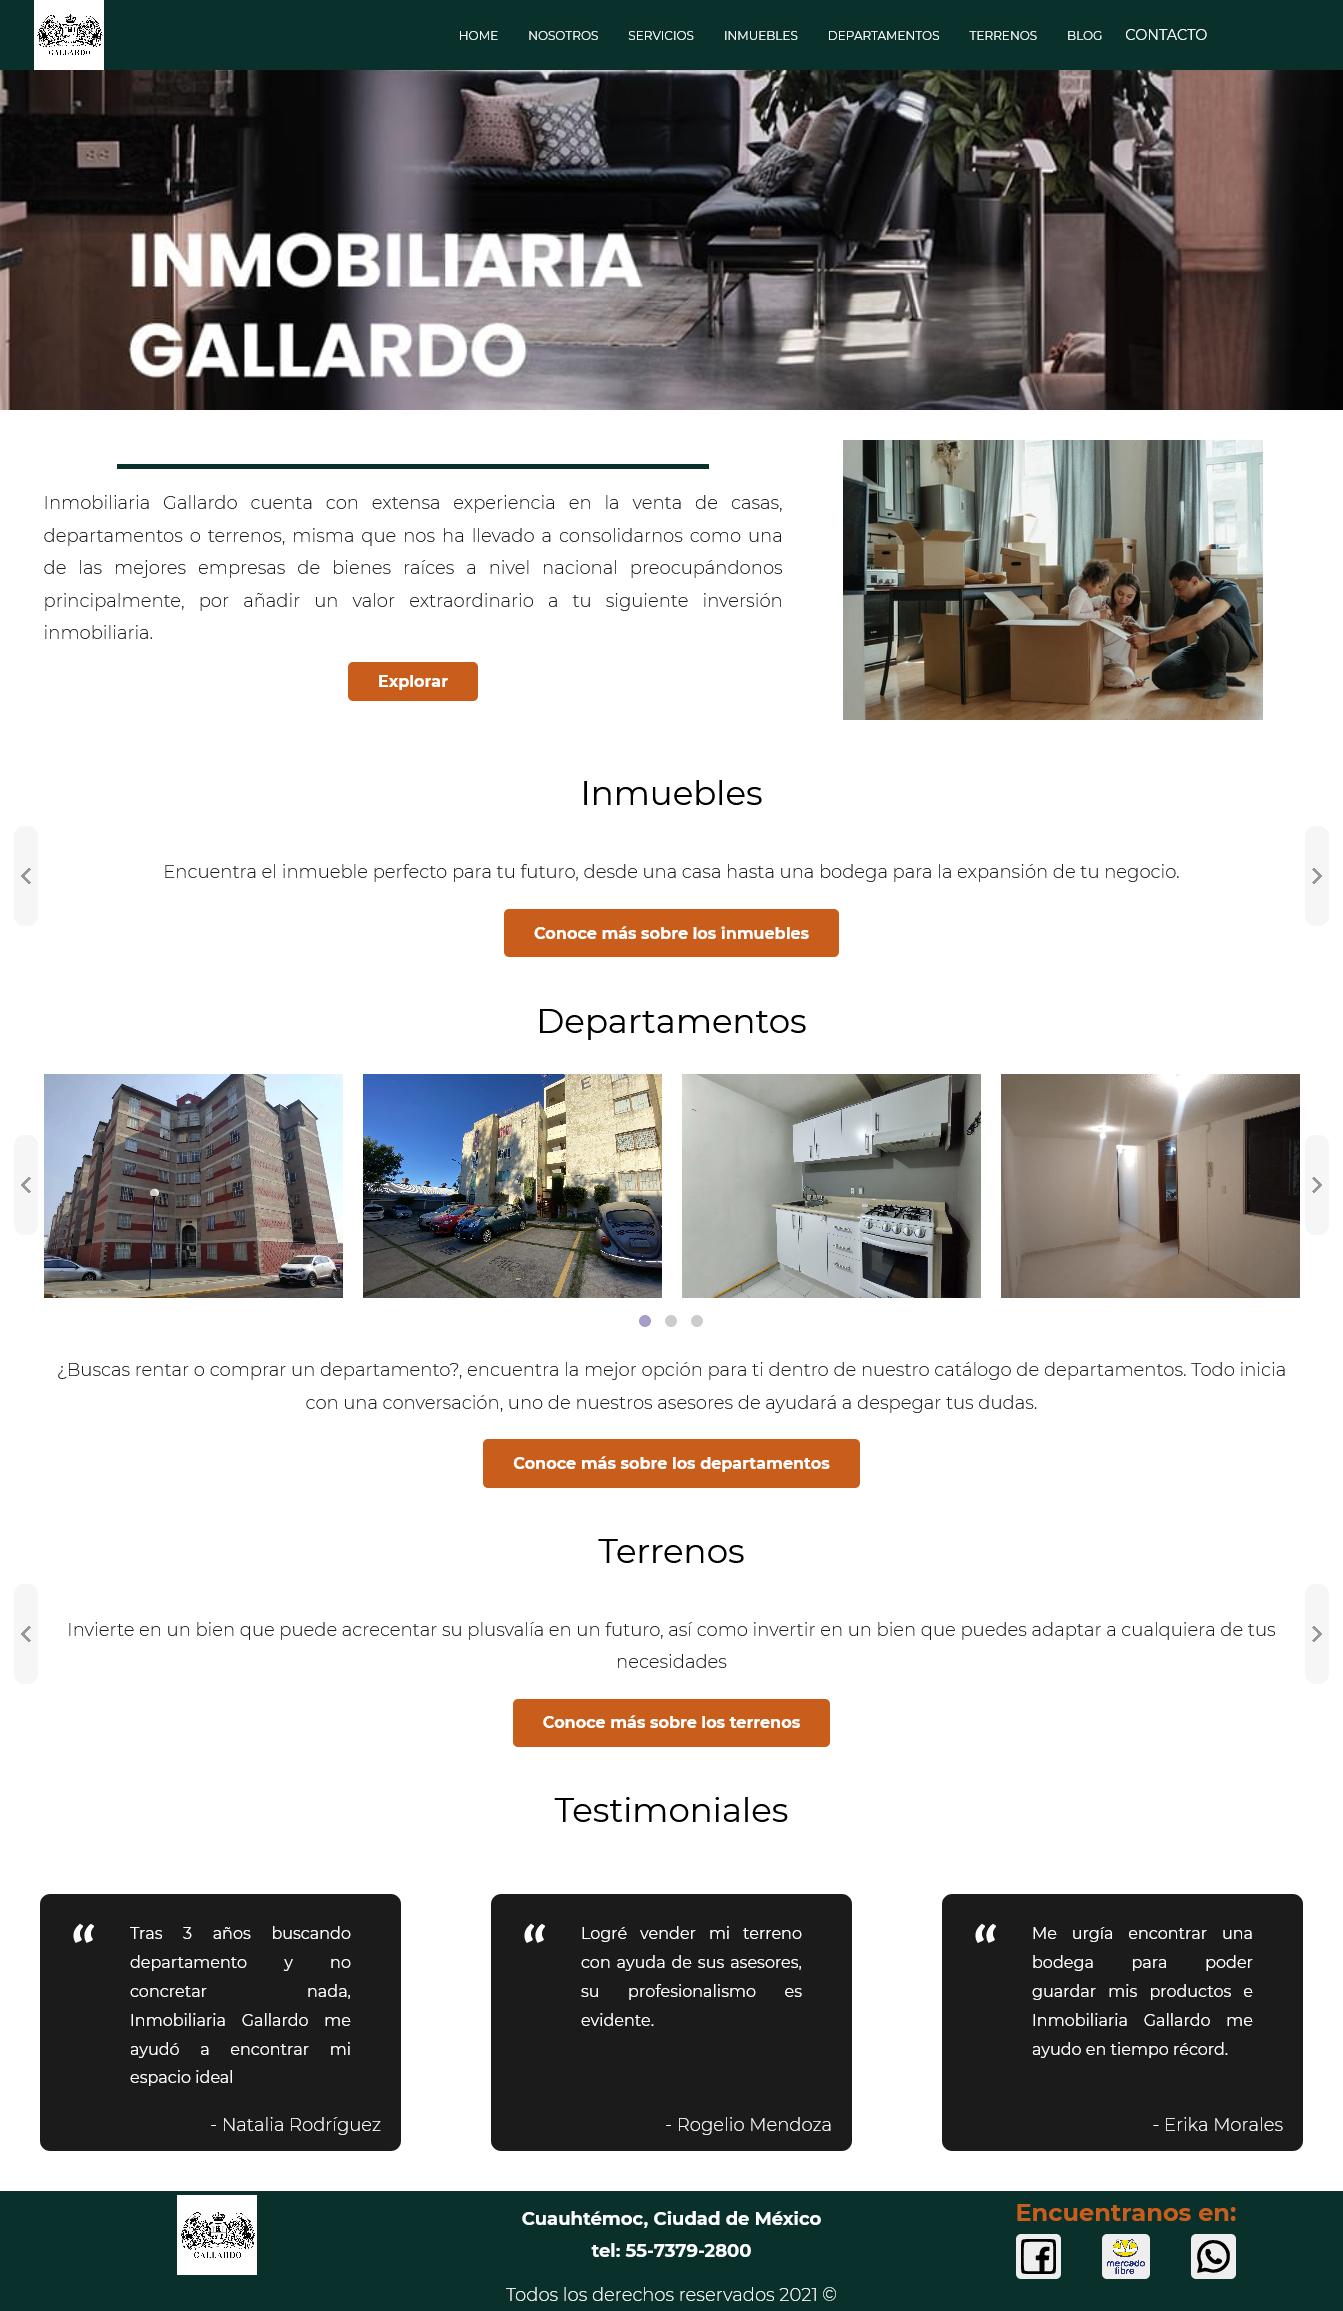 GALLARDO
HOME NOSOTROS SERVICIOS INMUEBLES DEPARTAMENTOS TERRENOS BLOG CONTACTO
INMOBILIARIA
GALLARDO
Inmobiliaria Gallardo cuenta con extensa experiencia en la venta de casas,
departamentos o terrenos, misma que nos ha llevado a consolidarnos como una
de las mejores empresas de bienes raíces a nivel nacional preocupándonos
principalmente, por añadir un valor extraordinario a tu siguiente inversión
inmobiliaria.
Explorar
Inmuebles
Encuentra el inmueble perfecto para tu futuro, desde una casa hasta una bodega para la expansión de tu negocio.
Conoce más sobre los inmuebles
Departamentos
E
¿Buscas rentar o comprar un departamento?, encuentra la mejor opción para ti dentro de nuestro catálogo de departamentos. Todo inicia
con una conversación, uno de nuestros asesores de ayudará a despegar tus dudas.
Conoce más sobre los departamentos
Terrenos
Invierte en un bien que puede acrecentar su plusvalía en un futuro, así como invertir en un bien que puedes adaptar a cualquiera de tus
necesidades
Conoce más sobre los terrenos
Testimoniales
“ Tras 3 años buscando
departamento y no
concretar nada,
Inmobiliaria Gallardo me
ayudó a encontrar mi
espacio ideal
- Natalia Rodríguez
“ Logré vender mi terreno
con ayuda de sus asesores,
su profesionalismo es
evidente.
- Rogelio Mendoza
“ Me urgía encontrar una
bodega para poder
guardar mis productos e
Inmobiliaria Gallardo me
ayudo en tiempo récord.
- Erika Morales
GALLARDO
Cuauhtémoc, Ciudad de México
tel: 55-7379-2800
Todos los derechos reservados 2021 ©
Encuentranos en:
mercado
libre